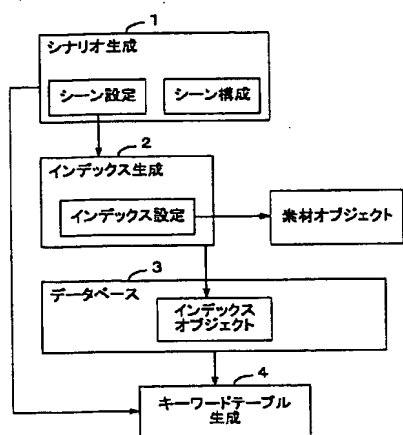 1
シナリオ生成
シーン設定
シーン構成
2
インデックス生成
インデックス設定
素材オブジェクト
3
データベース
インデックス
オブジェクト
4
キーワードテーブル
生成